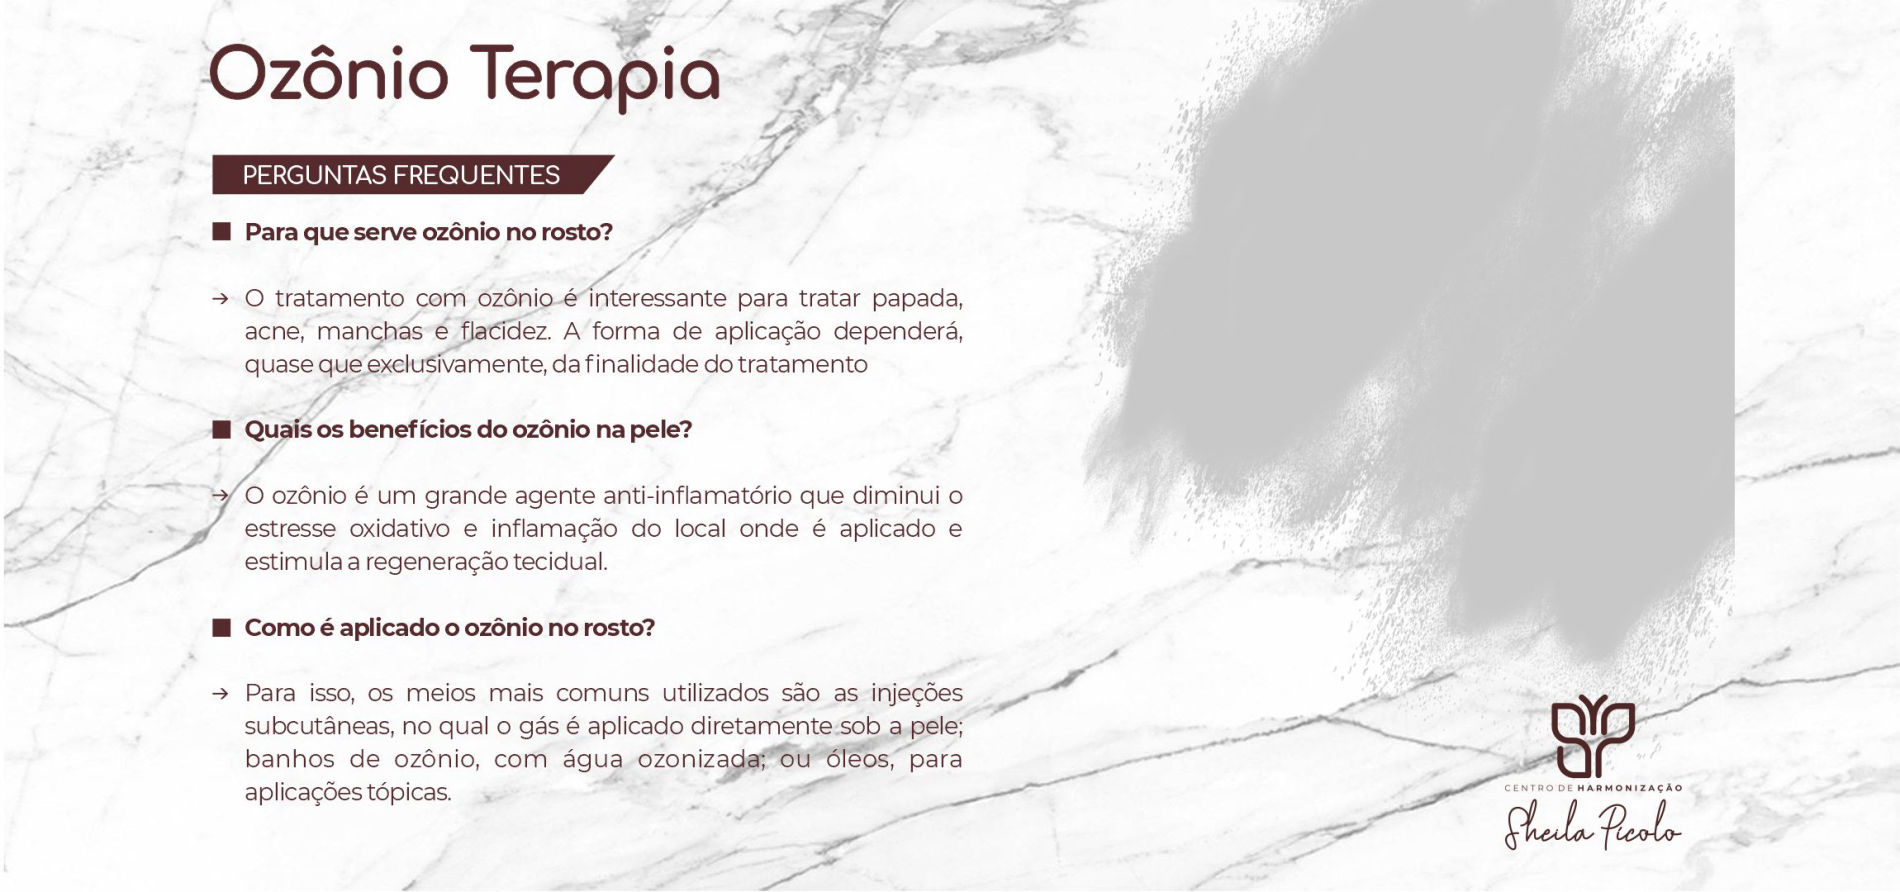 Ozônio Terapia
PERGUNTAS FREQUENTES
■ Para que serve ozônio no rosto?
→ O tratamento com ozônio é interessante para tratar papada,
acne, manchas e flacidez. A forma de aplicação dependerá,
quase que exclusivamente, da finalidade do tratamento
■ Quais os benefícios do ozônio na pele?
→ O ozônio é um grande agente anti-inflamatório que diminui o
estresse oxidativo e inflamação do local onde é aplicado e
estimula a regeneração tecidual.
■ Como é aplicado o ozônio no rosto?
→ Para isso, os meios mais comuns utilizados são as injeções
subcutâneas, no qual o gás é aplicado diretamente sob a pele;
banhos de ozônio, com água ozonizada; ou óleos, para
aplicações tópicas.
CENTRO DE HARMONIZAÇÃO
Sheila Picolo